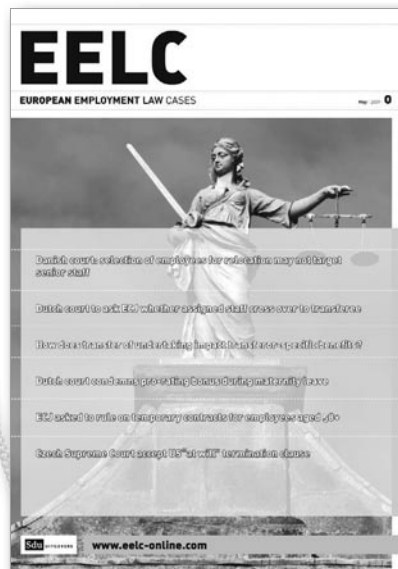 EELC
EUROPEAN EMPLOYMENT LAW CASES
0
Danish court: selection of employees for relocation may not target
senior staff
Dutch court to ask ECJ whether assigned staff cross over to transferee
How does transfer of undertaking impact transferor-specific benefits?
Dutch court condemns pro-rating bonus during maternity leave
ECJ asked to rule on temporary contracts for employees aged
Czech Supreme Court accept US "at will" termination clause
Sdu UITGEVERS
www.eelc-online.com